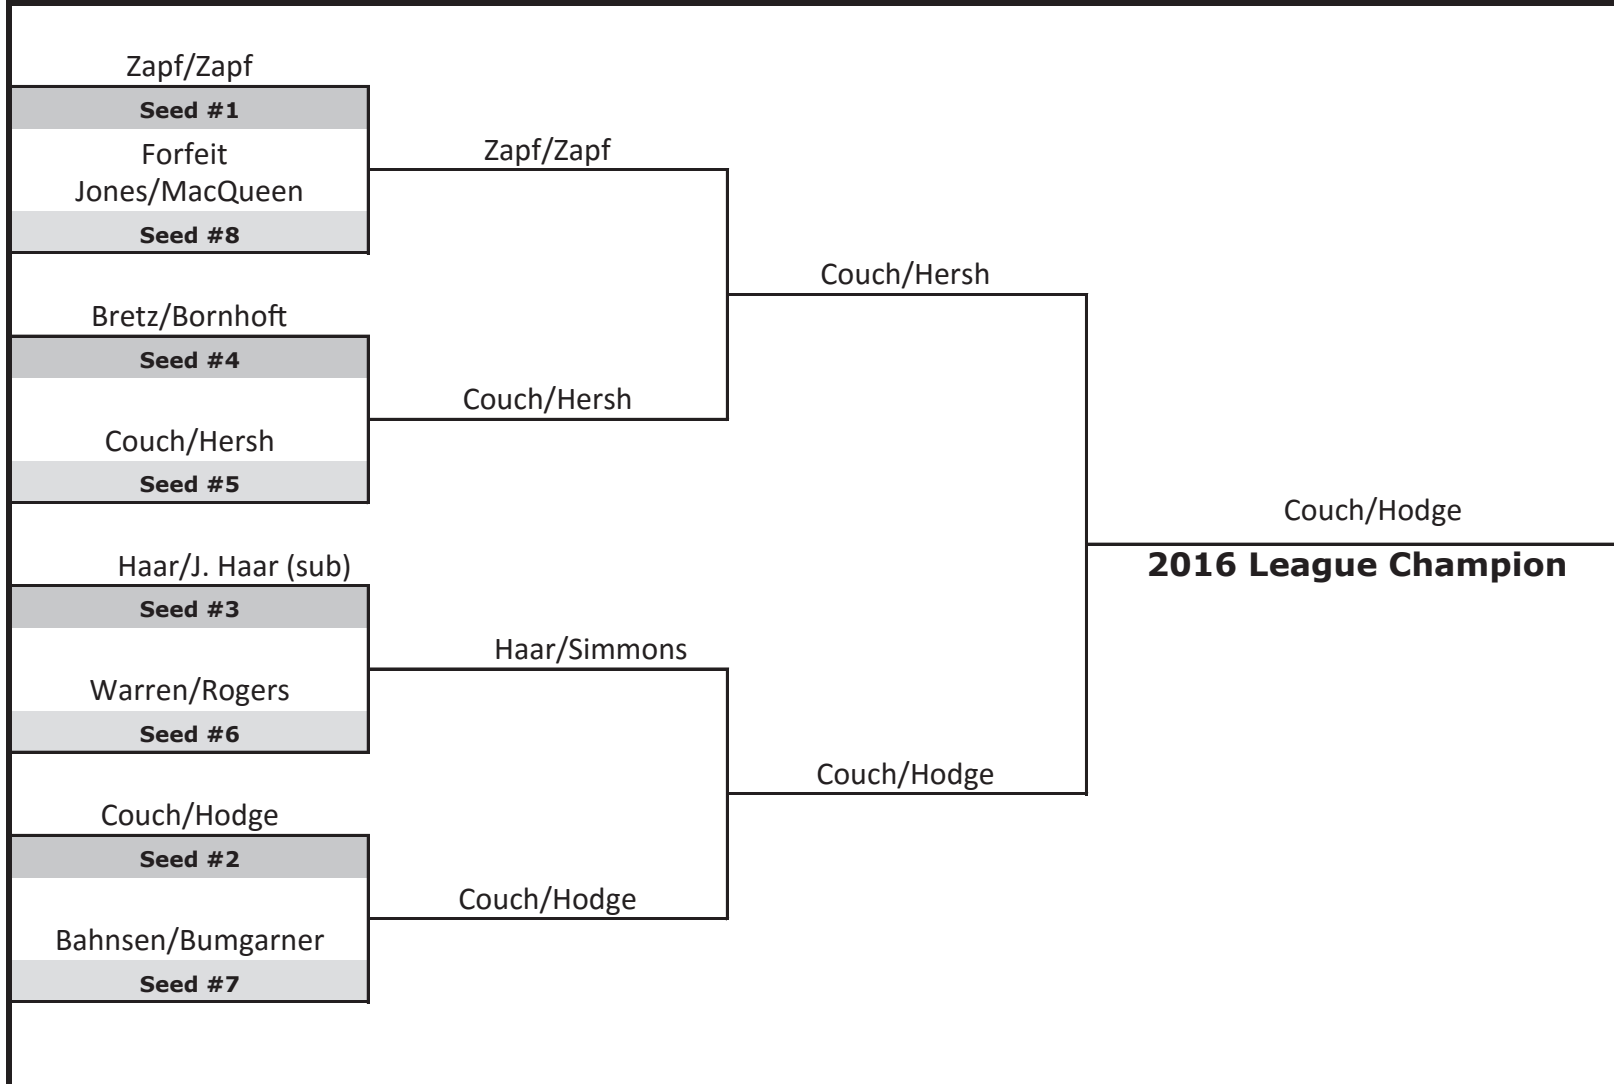 Zapf/Zapf
Seed #1
Forfeit
Jones/MacQueen
Seed #8
Bretz/Bornhoft
Seed #4
Couch/Hersh
Seed #5
Haar/J. Haar (sub)
Seed #3
Warren/Rogers
Seed #6
Couch/Hodge
Seed #2
Bahnsen/Bumgarner
Seed #7
Zapf/Zapf
Couch/Hersh
Haar/Simmons
Couch/Hodge
Couch/Hersh
Couch/Hodge
Couch/Hodge
2016 League Champion